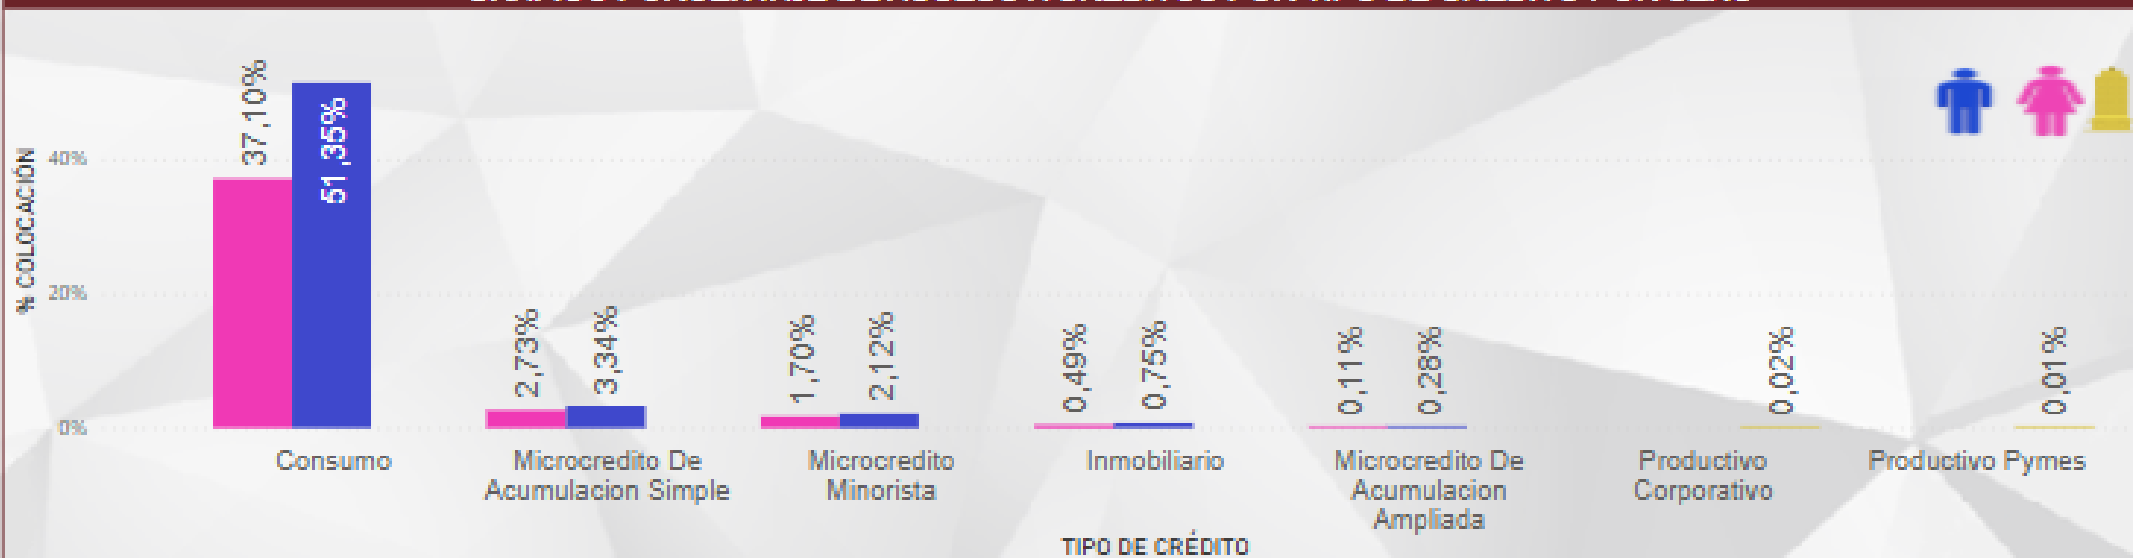 37,10%
51,35%
% COLOCACIÓN
40%
20%
0%
2,73%
3,34%
1,70%
2,12%
0,49%
0,75%
0,11%
0,28%
0,02%
0,01%
Consumo
Microcredito De
Acumulacion Simple
Microcredito
Minorista
Inmobiliario
Microcredito De
Acumulacion
Ampliada
Productivo
Corporativo
Productivo Pymes
TIPO DE CRÉDITO